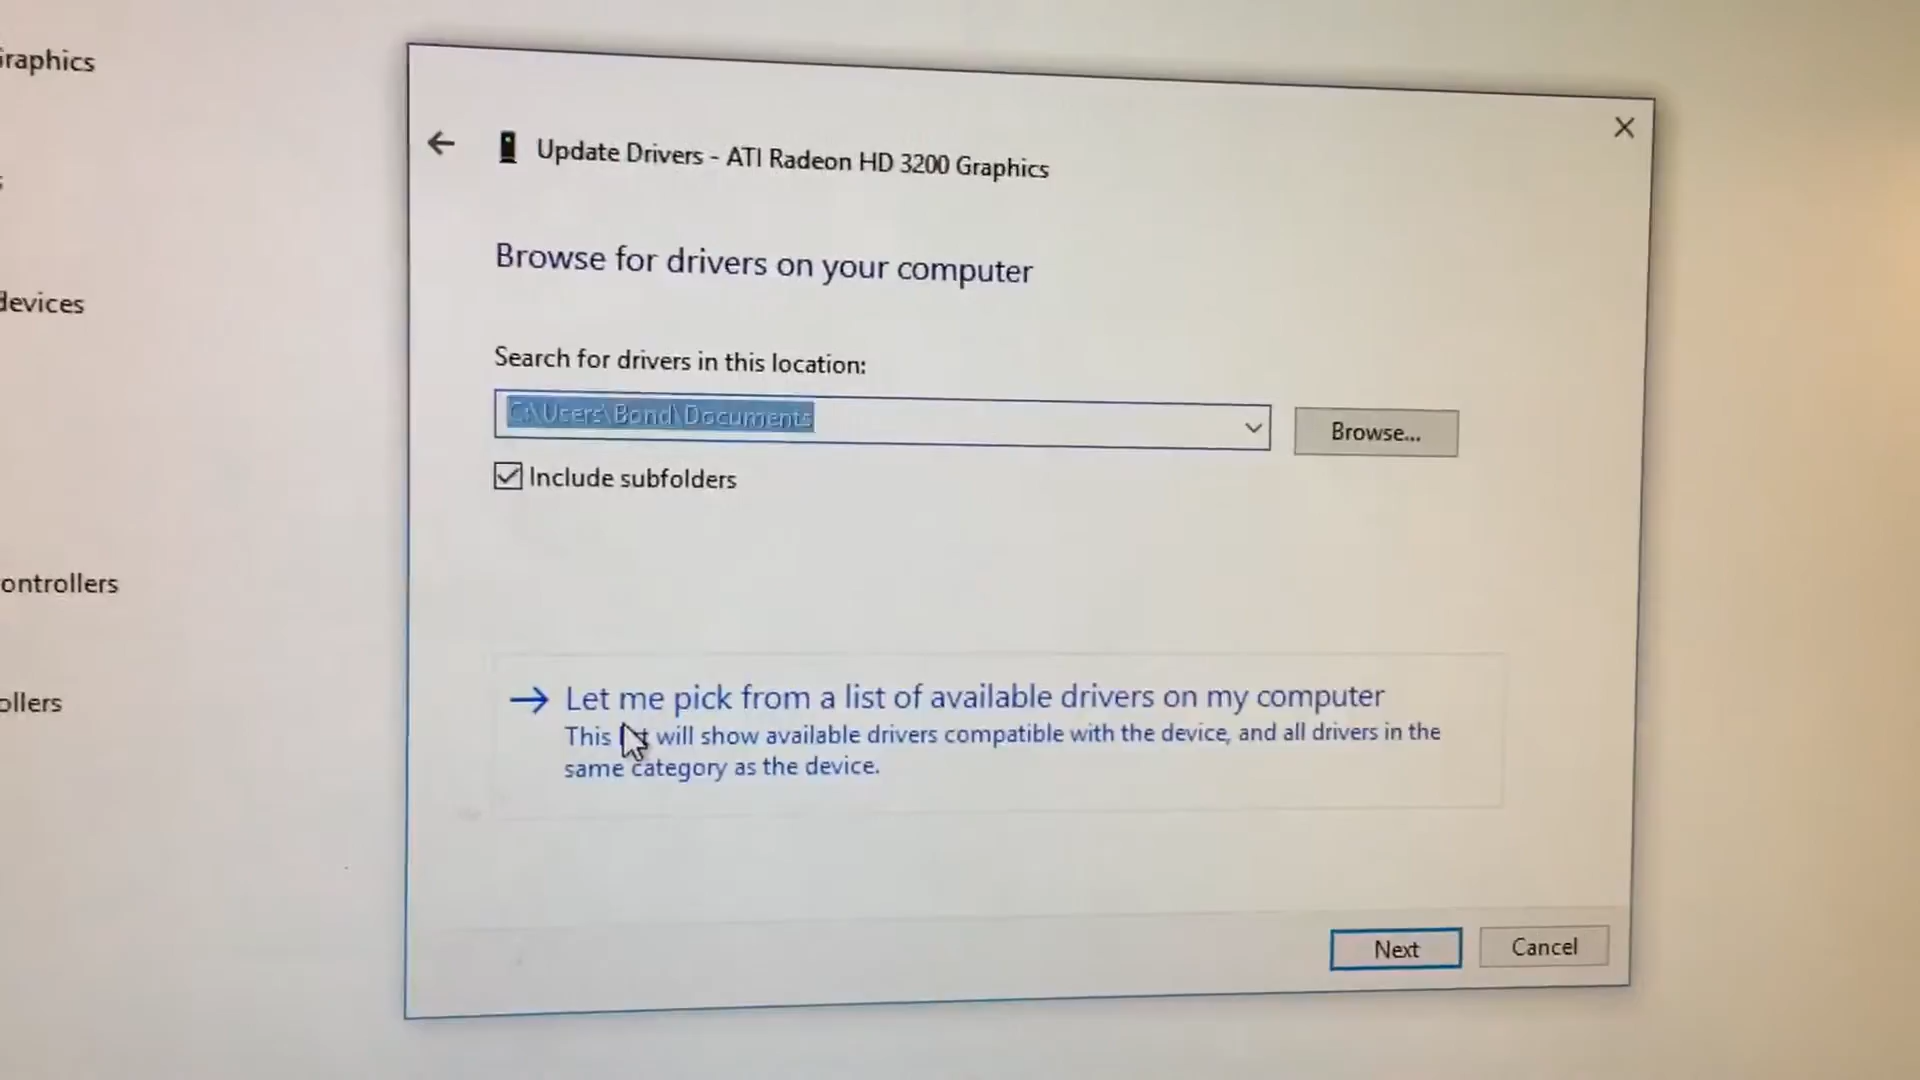 Graphics
devices
ontrollers
ollers
Update Drivers - ATI Radeon HD 3200 Graphics
Browse for drivers on your computer
Search for drivers in this location:
C:\Users\Bond\Documents
Browse...
Include subfolders
Let me pick from a list of available drivers on my computer
This list will show available drivers compatible with the device, and all drivers in the
same category as the device.
Next
Cancel